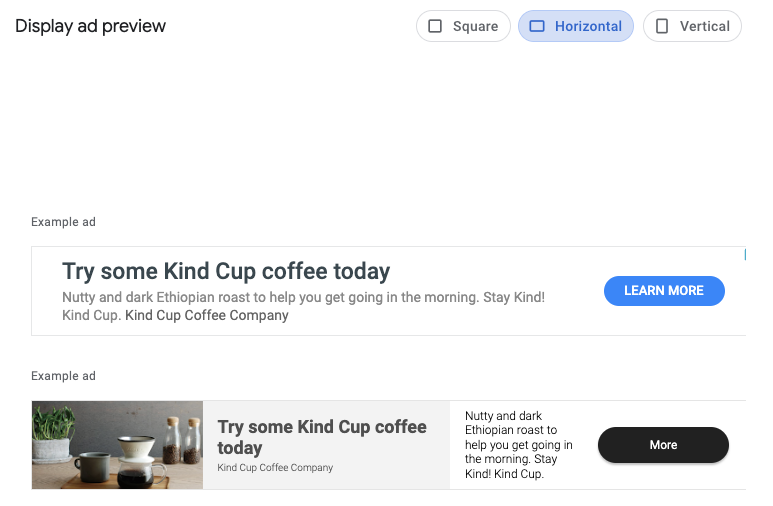 Display ad preview
Square
Horizontal
Vertical
Example ad
Try some Kind Cup coffee today
Nutty and dark Ethiopian roast to help you get going in the morning. Stay Kind!
Kind Cup. Kind Cup Coffee Company
LEARN MORE
Example ad
Try some Kind Cup coffee
today
Kind Cup Coffee Company
Nutty and dark
Ethiopian roast to
help you get going in
the morning. Stay
Kind! Kind Cup.
More